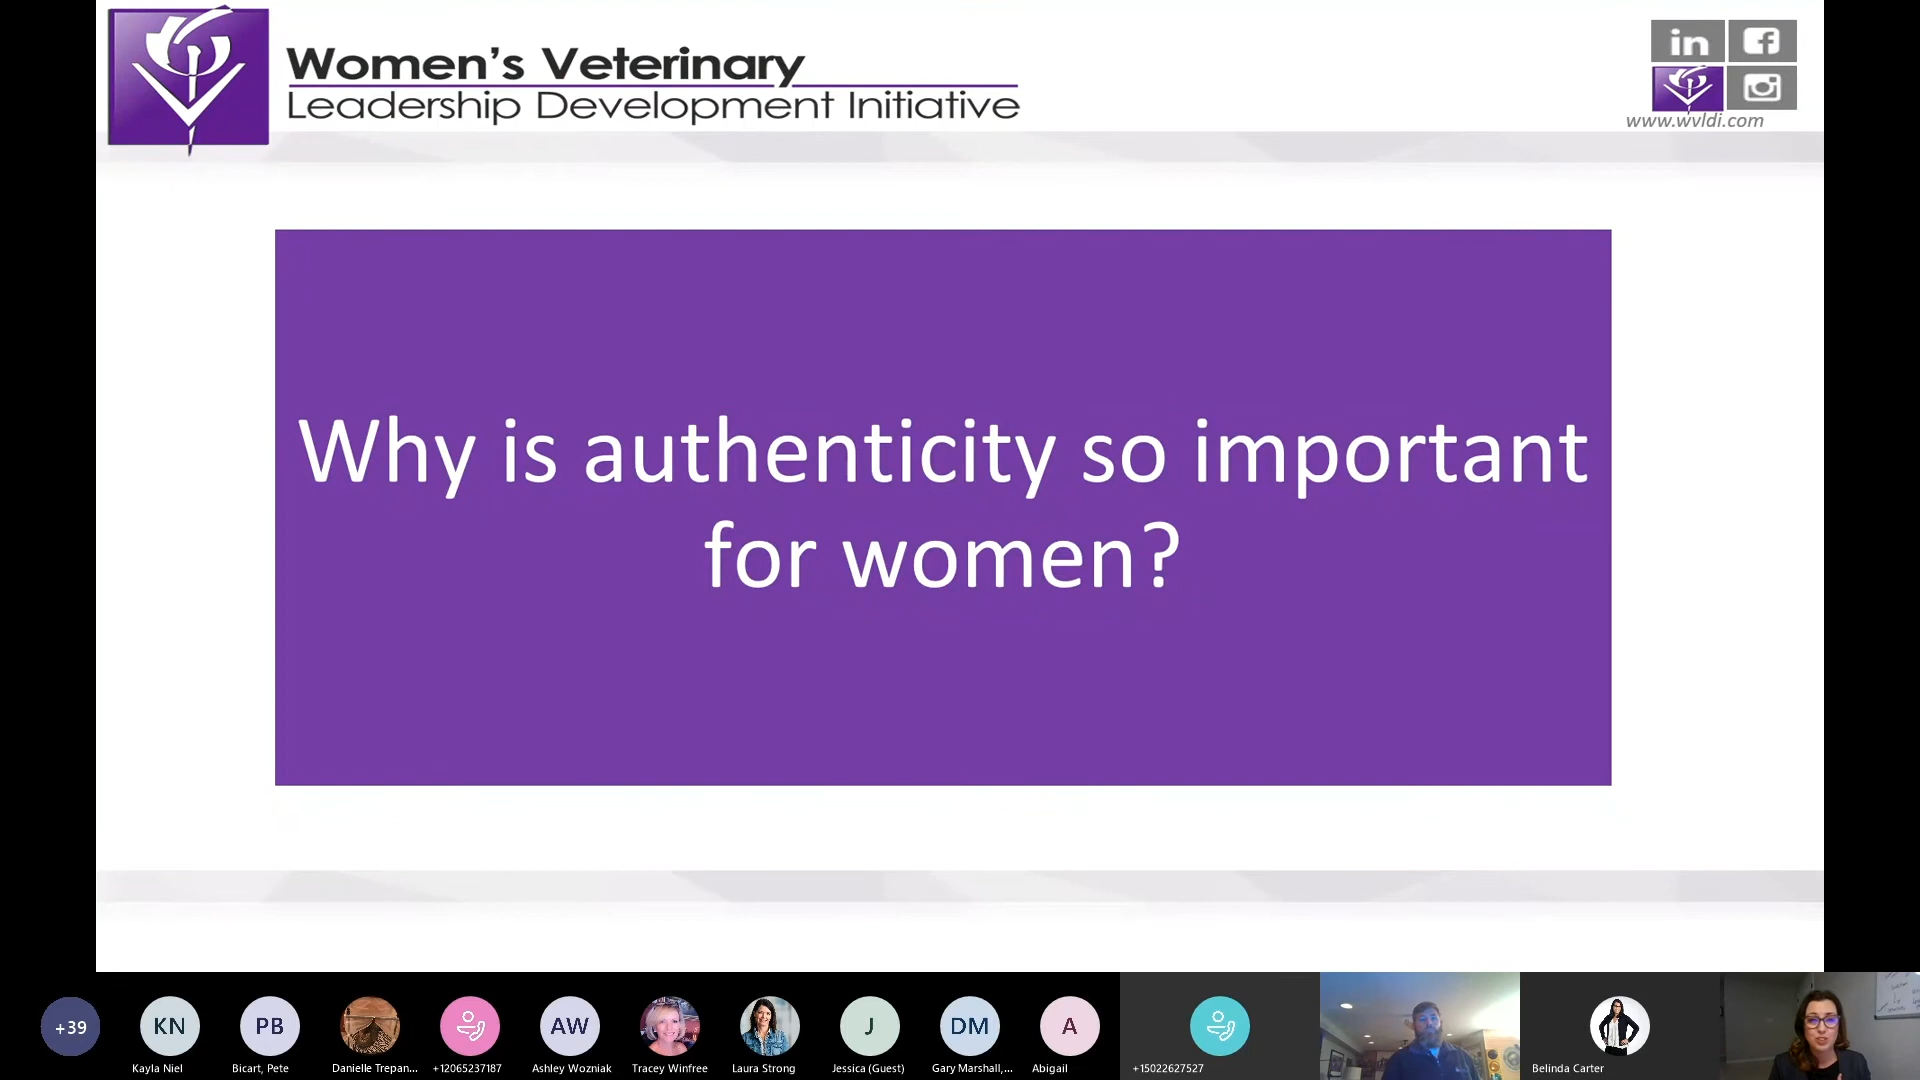 Women's Veterinary
Leadership Development Initiative
in
www.wvldi.com
Why is authenticity so important
for women?
+39
KN
PB
AW
J
DM
A
Kayla Niel
Bicart, Pete
Danielle Trepan...
+12065237187
Ashley Wozniak
Tracey Winfree
Laura Strong
Jessica (Guest)
Gary Marshall,...
Abigail
+15022627527
Belinda Carter